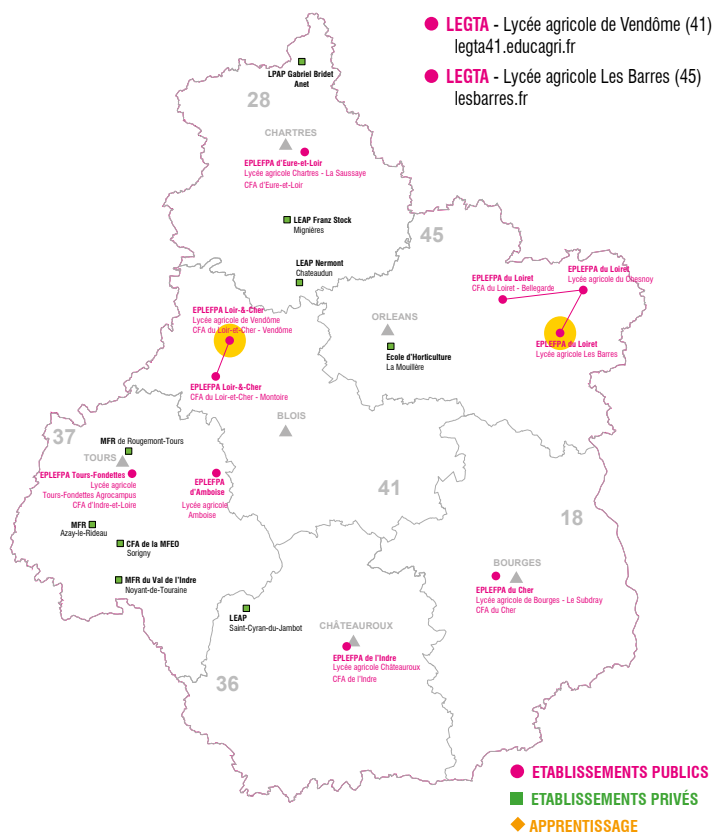 LEGTA - Lycée agricole de Vendôme (41)
legta41.educagri.fr
LEGTA - Lycée agricole Les Barres (45)
lesbarres.fr
LPAP Gabriel Bridet
Anet
28
CHARTRES
EPLEFPA d'Eure-et-Loir
Lycée agricole Chartres - La Saussaye
CFA d'Eure-et-Loir
LEAP Franz Stock
Mignières
45
LEAP Nermont
Chateaudun
EPLEFPA du Loiret
CFA du Loiret - Bellegarde
EPLEFPA du Loiret
Lycée agricole du Chesnoy
EPLEFPA Loir-&-Cher
Lycée agricole de Vendôme
CFA du Loir-et-Cher - Vendôme
ORLEANS
EPLEFPA du Loiret
Lycée agricole Les Barres
Ecole d'Horticulture
La Mouillère
EPLEFPA Loir-&-Cher
CFA du Loir-et-Cher - Montoire
BLOIS
37
MFR de Rougemont-Tours
TOURS
EPLEFPA Tours-Fondettes
Lycée agricole
Tours-Fondettes Agrocampus
CFA d'Indre-et-Loire
EPLEFPA
d'Amboise
Lycée agricole
Amboise
41
18
MFR
Azay-le-Rideau
CFA de la MFEO
Sorigny
MFR du Val de l'Indre
Noyant-de-Touraine
BOURGES
EPLEFPA du Cher
Lycée agricole de Bourges - Le Subdray
CFA du Cher
LEAP
Saint-Cyran-du-Jambot
CHÂTEAUROUX
EPLEFPA de l'Indre
Lycée agricole Châteauroux
CFA de l'Indre
36
ETABLISSEMENTS PUBLICS
ETABLISSEMENTS PRIVÉS
APPRENTISSAGE